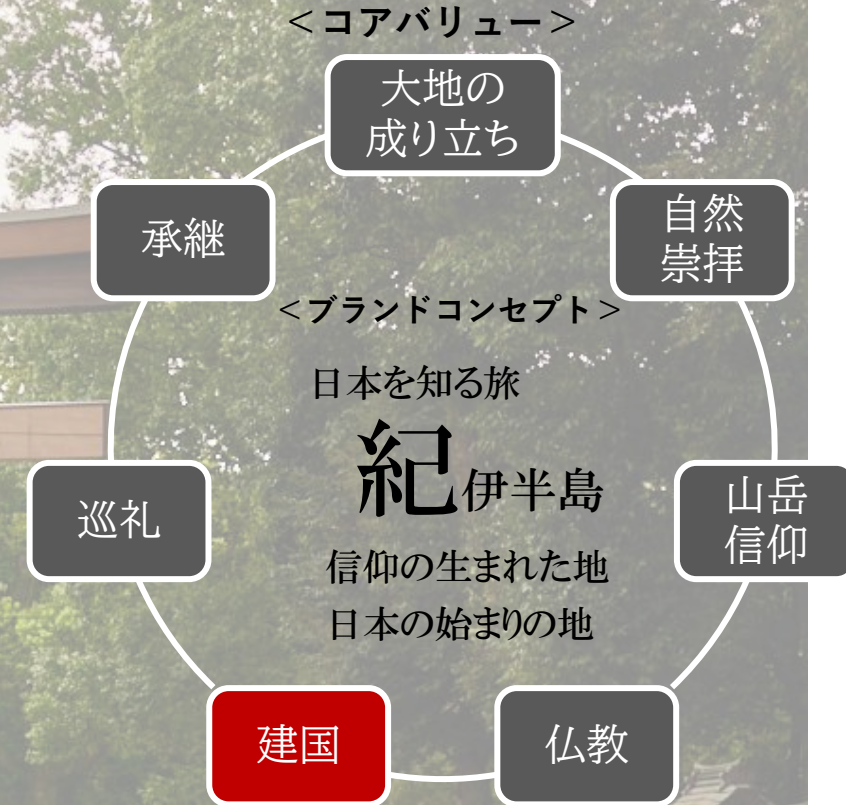 ＜コアバリュー＞
大地の
成り立ち
自然
崇拝
山岳
信仰
仏教
建国
巡礼
承継
＜ブランドコンセプト＞
日本を知る旅
紀伊半島
信仰の生まれた地
日本の始まりの地